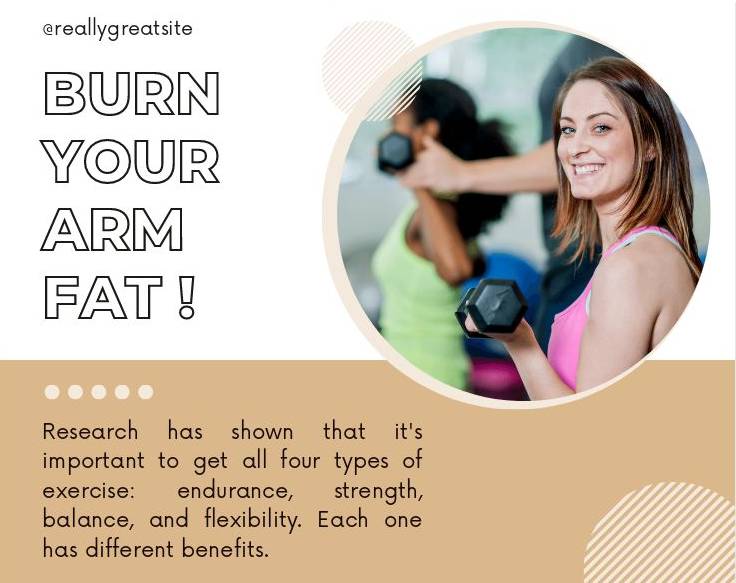 @reallygreatsite
BURN
YOUR
ARM
FAT !
Research has shown that it's
important to get all four types of
exercise: endurance, strength,
balance, and flexibility. Each one
has different benefits.